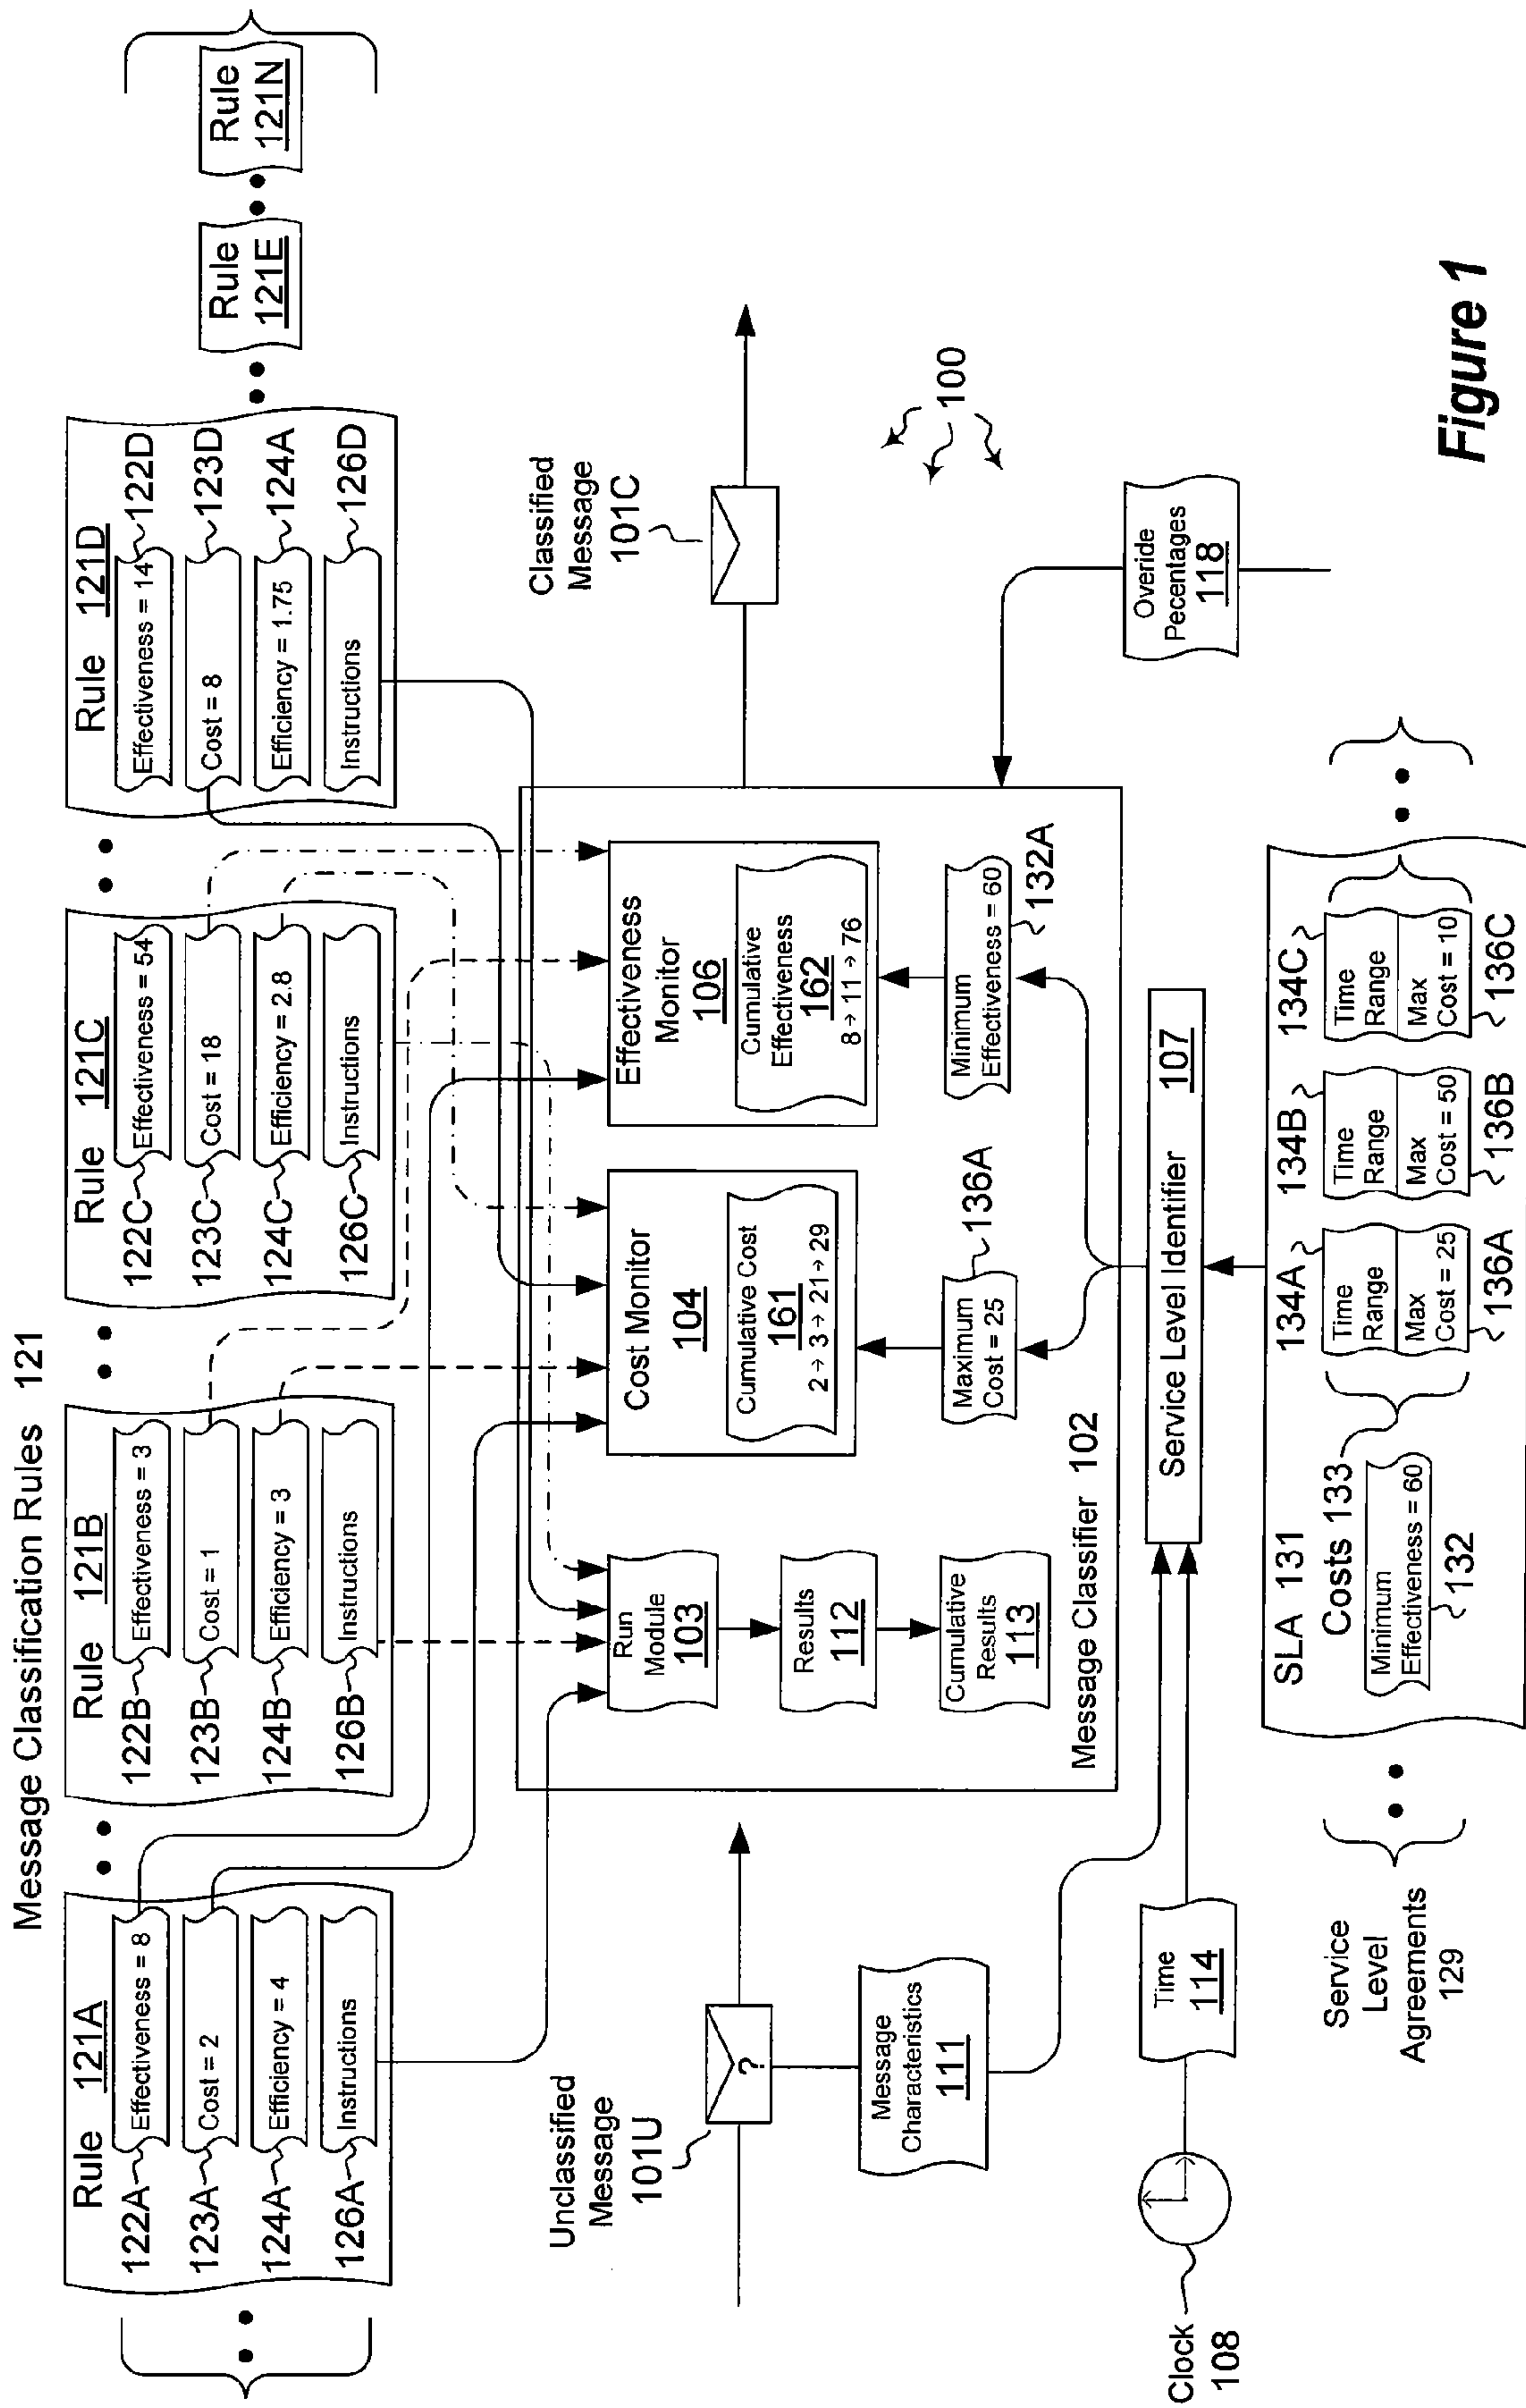 Message Classification Rules 121
Rule 121A
122A
Effectiveness = 8
123A
Cost = 2
124A
Efficiency = 4
126A
Instructions
Rule 121B
122B
Effectiveness = 3
123B
Cost = 1
124B
Efficiency = 3
126B
Instructions
Rule 121C
122C
Effectiveness = 54
123C
Cost = 18
124C
Efficiency = 2.8
126C
Instructions
Rule 121D
Effectiveness = 14
122D
Cost = 8
123D
Efficiency = 1.75
124A
Instructions
126D
Rule
121E
Rule
121N
Unclassified
Message
101U
?
Message
Characteristics
111
Clock
108
Time
114
Run
Module
103
Results
112
Cumulative
Results
113
Cost Monitor
104
Cumulative Cost
161
2→ 3→ 21→ 29
Maximum
Cost = 25
136A
Effectiveness
Monitor
106
Cumulative
Effectiveness
162
8→ 11→ 76
Minimum
Effectiveness = 60
132A
Message Classifier 102
Classified
Message
101C
100
Overide
Pecentages
118
Service Level Identifier 107
Service
Level
Agreements
129
SLA 131
Costs 133
Minimum
Effectiveness = 60
132
134A
Time
Range
Max
Cost = 25
136A
134B
Time
Range
Max
Cost = 50
136B
134C
Time
Range
Max
Cost = 10
136C
Figure 1